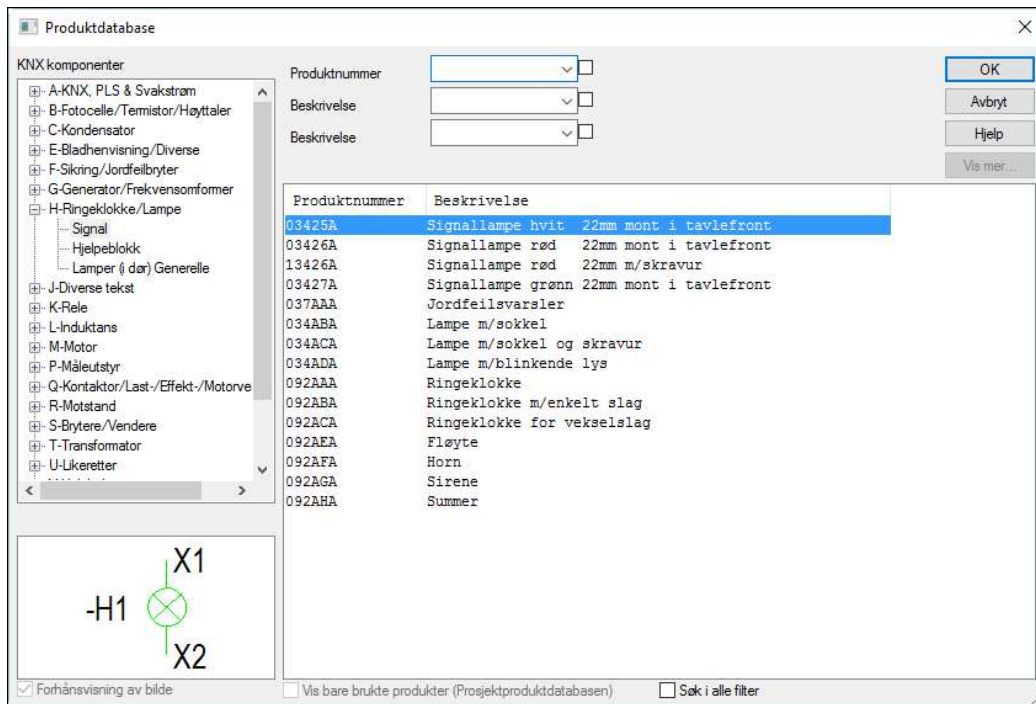 Produktdatabase
KNX komponenter
A-KNX, PLS & Svakstrøm
B-Fotocelle/Termistor/Høyttaler
C-Kondensator
E-Bladhenvisning/Diverse
F-Sikring/Jordfeilbryter
G-Generator/Frekvensomformer
H-Ringeklokke/Lampe
Signal
Hjelpeblokk
Lamper (i dør) Generelle
J-Diverse tekst
K-Rele
L-Induktans
M-Motor
P-Måleutstyr
Q-Kontaktor/Last-/Effekt-/Motorve
R-Motstand
S-Brytere/Vendere
T-Transformator
U-Likeretter
Produktnummer
Beskrivelse
Beskrivelse
OK
Avbryt
Hjelp
Vis mer...
Produktnummer Beskrivelse
03425A Signallampe hvit 22mm mont i tavlefront
03426A Signallampe rød 22mm mont i tavlefront
13426A Signallampe rød 22mm m/skravur
03427A Signallampe grønn 22mm mont i tavlefront
037AAA Jordfeilsvarsler
034ABA Lampe m/sokkel
034ACA Lampe m/sokkel og skravur
034ADA Lampe m/blinkende lys
092AAA Ringeklokke
092ABA Ringeklokke m/enkelt slag
092ACA Ringeklokke for vekselslag
092AEA Fløyte
092AFA Horn
092AGA Sirene
092AHA Summer
X1
-H1
X2
Forhånsvisning av bilde
Vis bare brukte produkter (Prosjektproduktdatabasen)
Søk i alle filter